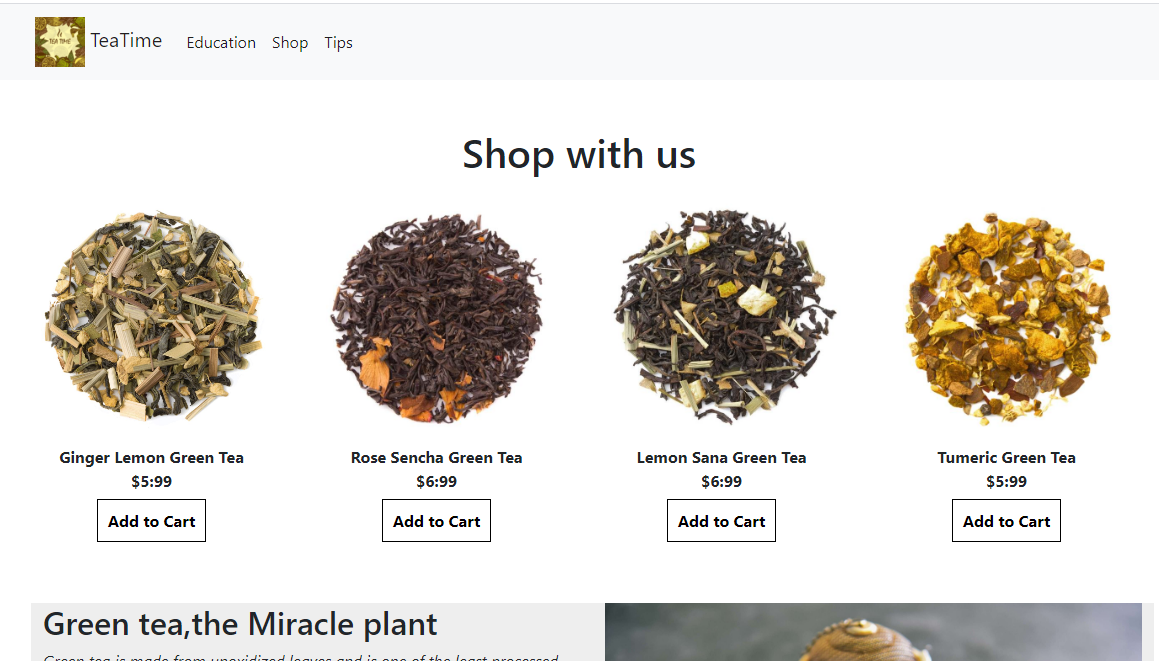 TEA TIME
TeaTime Education Shop Tips
Shop with us
Ginger Lemon Green Tea
$5:99
Add to Cart
Rose Sencha Green Tea
$6:99
Add to Cart
Lemon Sana Green Tea
$6:99
Add to Cart
Tumeric Green Tea
$5:99
Add to Cart
Green tea,the Miracle plant
Green tea is made from unoxidized leaves and is one of the least processed